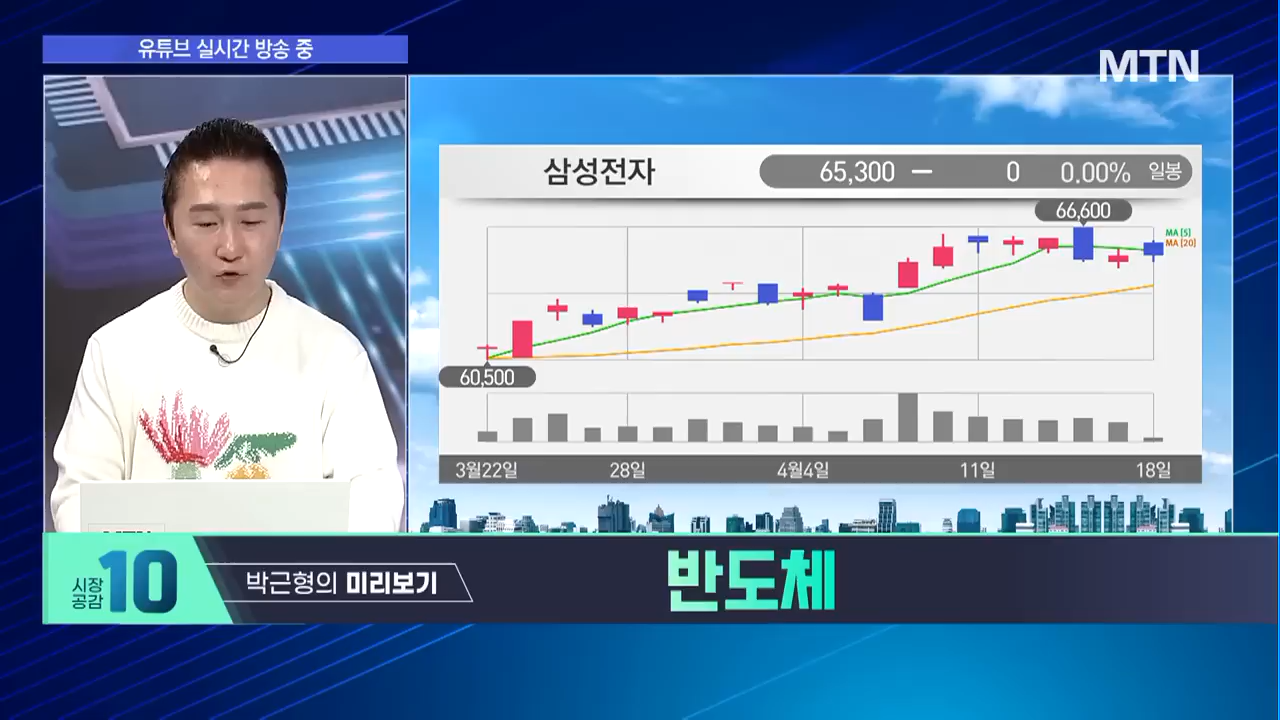 유튜브 실시간 방송 중
MTN
삼성전자
65,300 — 0 0.00% 일봉
66,600
MA [5]
MA [20]
60,500
3월22일 28일 4월4일 11일 18일
시장
공감
10
박근형의 미리보기
반도체